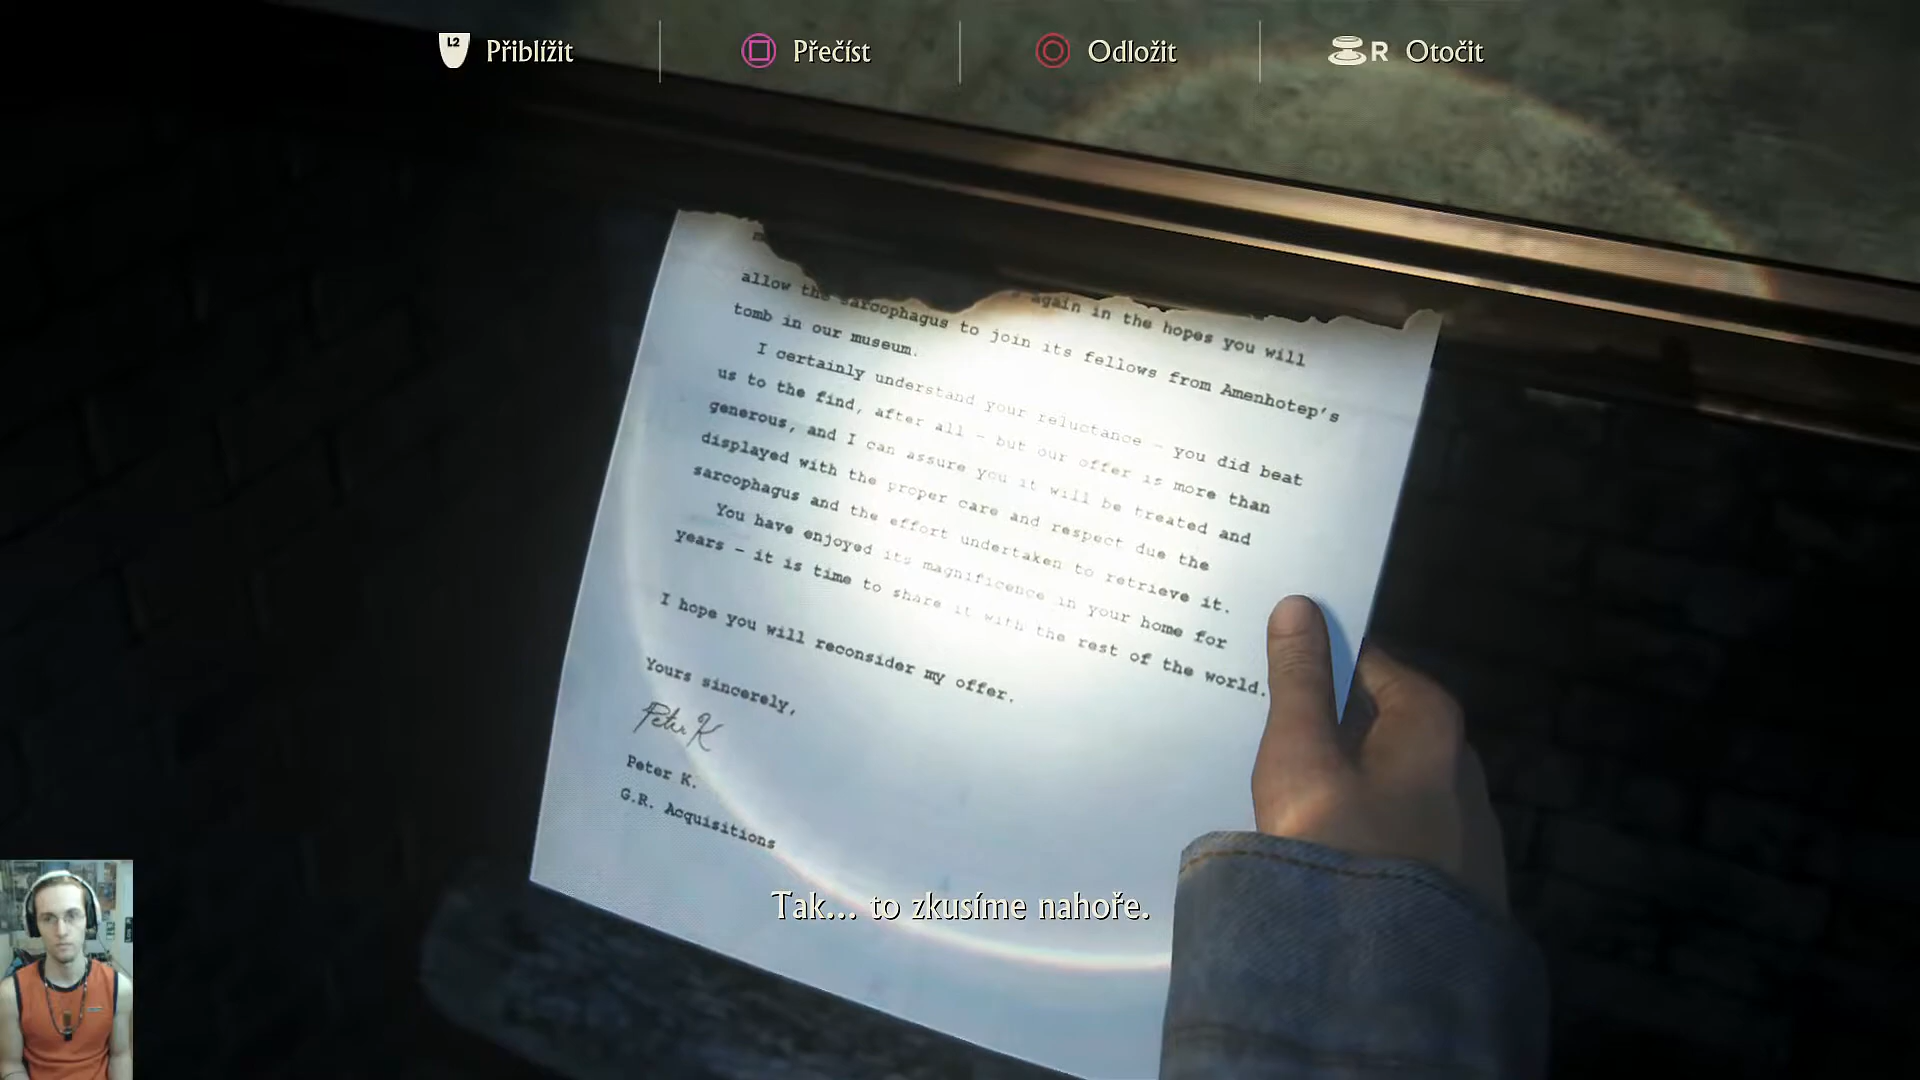 L2 Přiblížit
Přečíst
Odložit
R Otočit
again in the hopes you will
allow the sarcophagus to join its fellows from Amenhotep's
tomb in our museum.
I certainly understand your reluctance – you did beat
us to the find, after all – but our offer is more than
generous, and I can assure you it will be treated and
displayed with the proper care and respect due the
sarcophagus and the effort undertaken to retrieve it.
You have enjoyed its magnificence in your home for
years – it is time to share it with the rest of the world.
I hope you will reconsider my offer.
Yours sincerely,
Peter K
Peter K.
G.R. Acquisitions
Tak... to zkusíme nahoře.